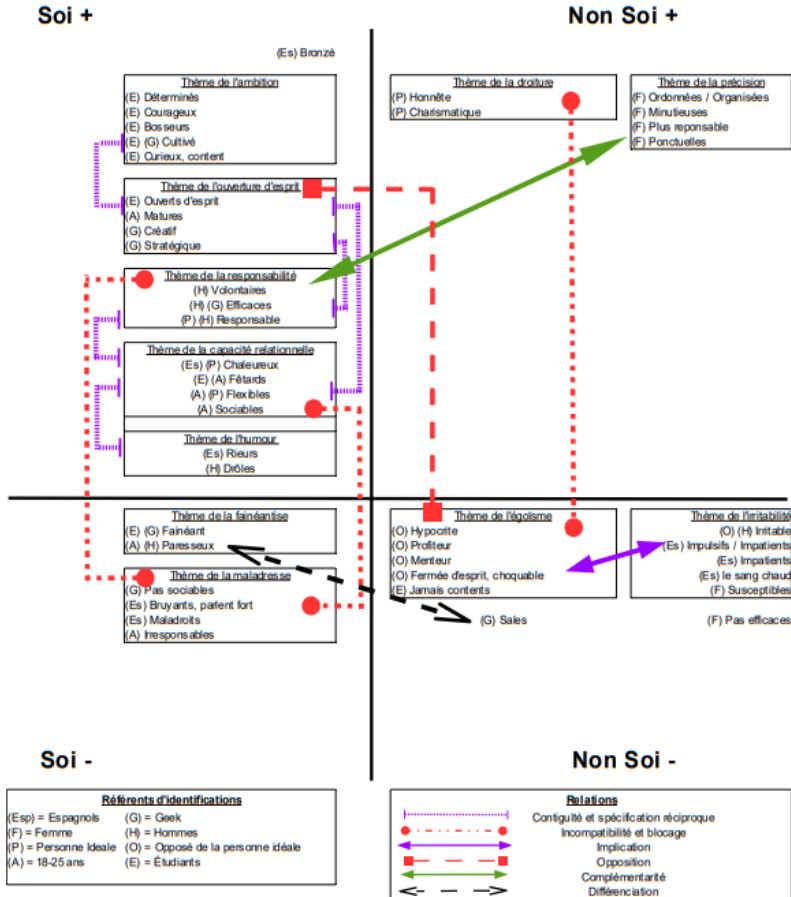 Soi +
Non Soi +
(Es) Bronzé
Thème de l'ambition
(E) Déterminés
(E) Courageux
(E) Bosseurs
(E) (G) Cultivé
(E) Curieux, content
Thème de la droiture
(P) Honnête
(P) Charismatique
Thème de la précision
(F) Ordonnées / Organisées
(F) Minutieuses
(F) Plus reponsable
(F) Ponctuelles
Thème de l'ouverture d'esprit
(E) Ouverts d'esprit
(A) Matures
(G) Créatif
(G) Stratégique
Thème de la responsabilité
(H) Volontaires
(H) (G) Efficaces
(P) (H) Responsable
Thème de la capacité relationnelle
(Es) (P) Chaleureux
(E) (A) Fêtards
(A) (P) Flexibles
(A) Sociables
Thème de l'humour
(Es) Rieurs
(H) Drôles
Thème de la fainéantise
(E) (G) Fainéant
(A) (H) Paresseux
Thème de la maladresse
(G) Pas sociables
(Es) Bruyants, parlent fort
(Es) Maladroits
(A) Irresponsables
Thème de l'égoïsme
(O) Hypocrite
(O) Profiteur
(O) Menteur
(O) Fermée d'esprit, choquable
(E) Jamais contents
Thème de l'irritabilité
(O) (H) Irritable
(Es) Impulsifs / Impatients
(Es) Impatients
(Es) le sang chaud
(F) Susceptibles
(G) Sales
(F) Pas efficaces
Soi -
Non Soi -
Référents d'identifications
(Esp) = Espagnols (G) = Geek
(F) = Femme (H) = Hommes
(P) = Personne Ideale (O) = Opposé de la personne idéale
(A) = 18-25 ans (E) = Étudiants
Relations
Contiguïté et spécification réciproque
Incompatibilité et blocage
Implication
Opposition
Complémentarité
Différenciation